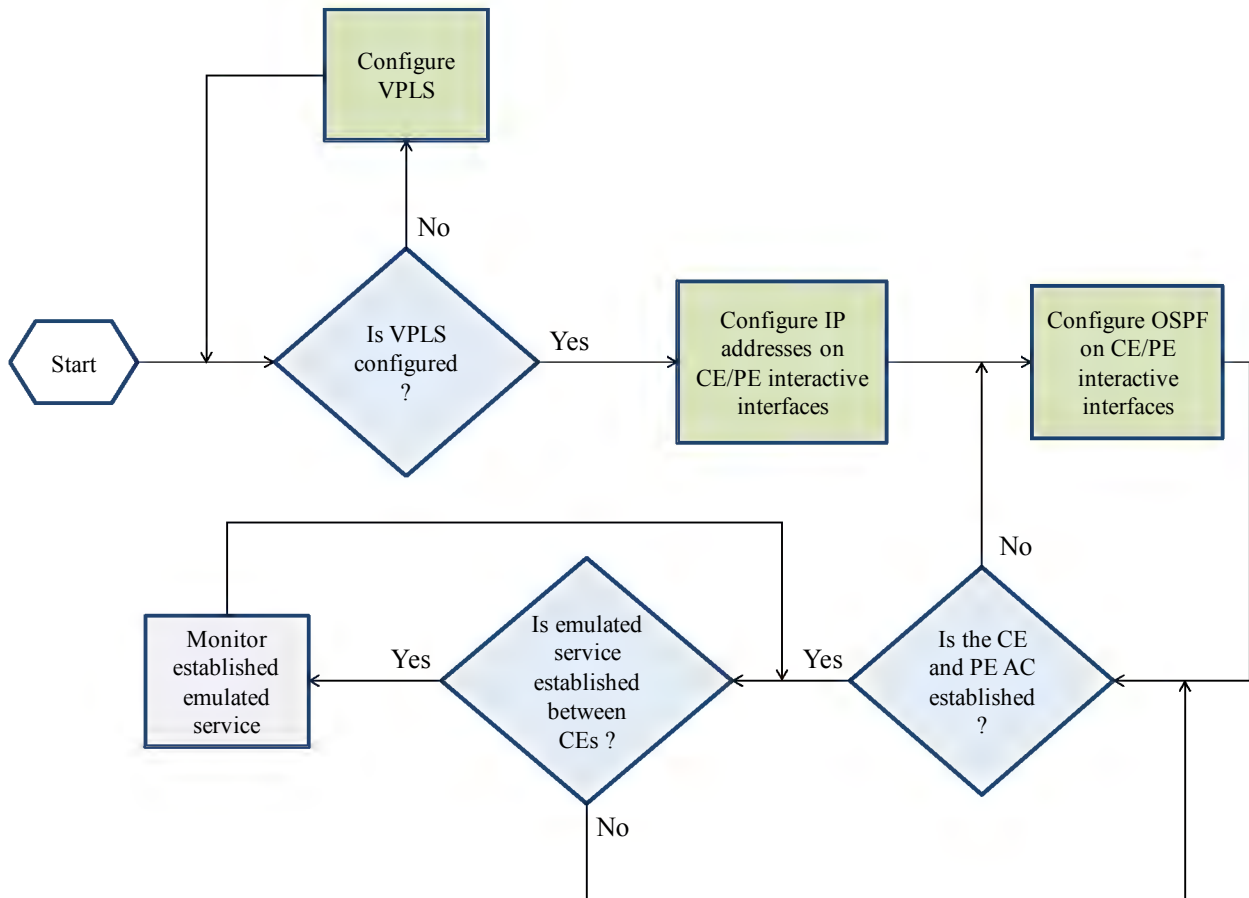 Configure
VPLS
No
Start
Is VPLS
configured
?
Yes
Configure IP
addresses on
CE/PE interactive
interfaces
Configure OSPF
on CE/PE
interactive
interfaces
No
Monitor
established
emulated
service
Yes
Is emulated
service
established
between
CEs ?
Yes
Is the CE
and PE AC
established
?
No